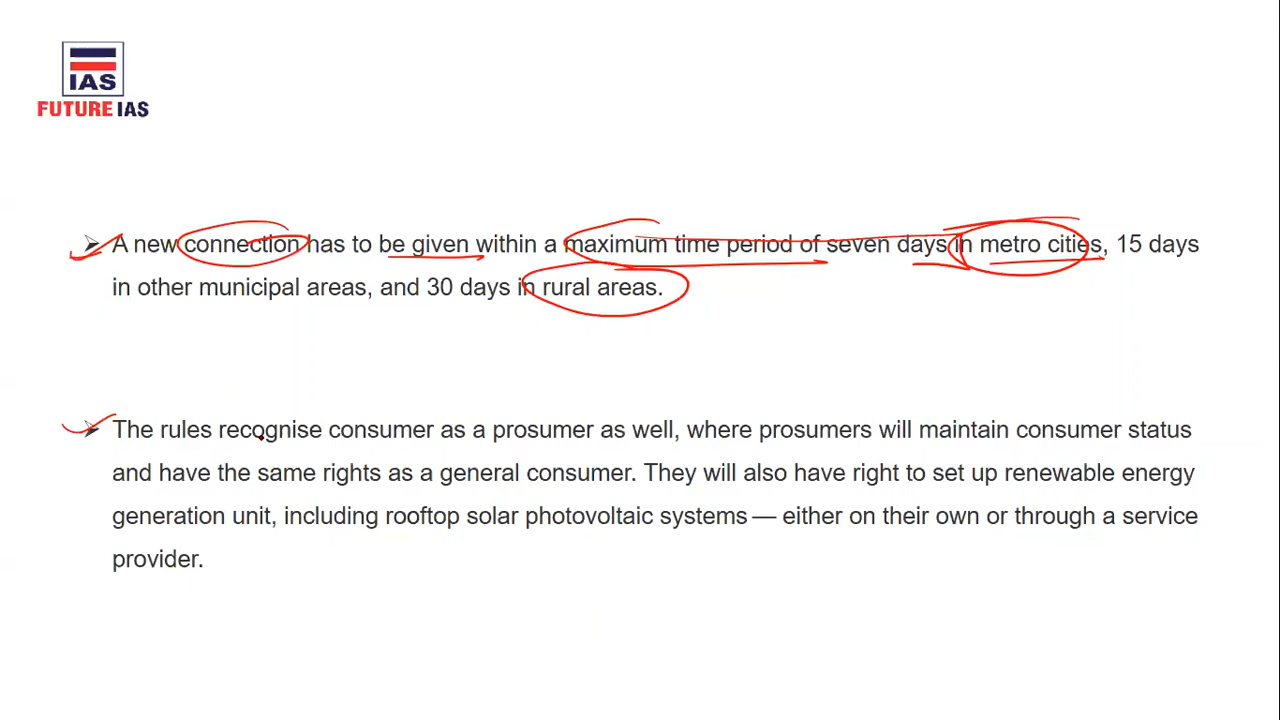 IAS
FUTURE IAS
A new connection has to be given within a maximum time period of seven days in metro cities, 15 days
in other municipal areas, and 30 days in rural areas.
The rules recognise consumer as a prosumer as well, where prosumers will maintain consumer status
and have the same rights as a general consumer. They will also have right to set up renewable energy
generation unit, including rooftop solar photovoltaic systems — either on their own or through a service
provider.